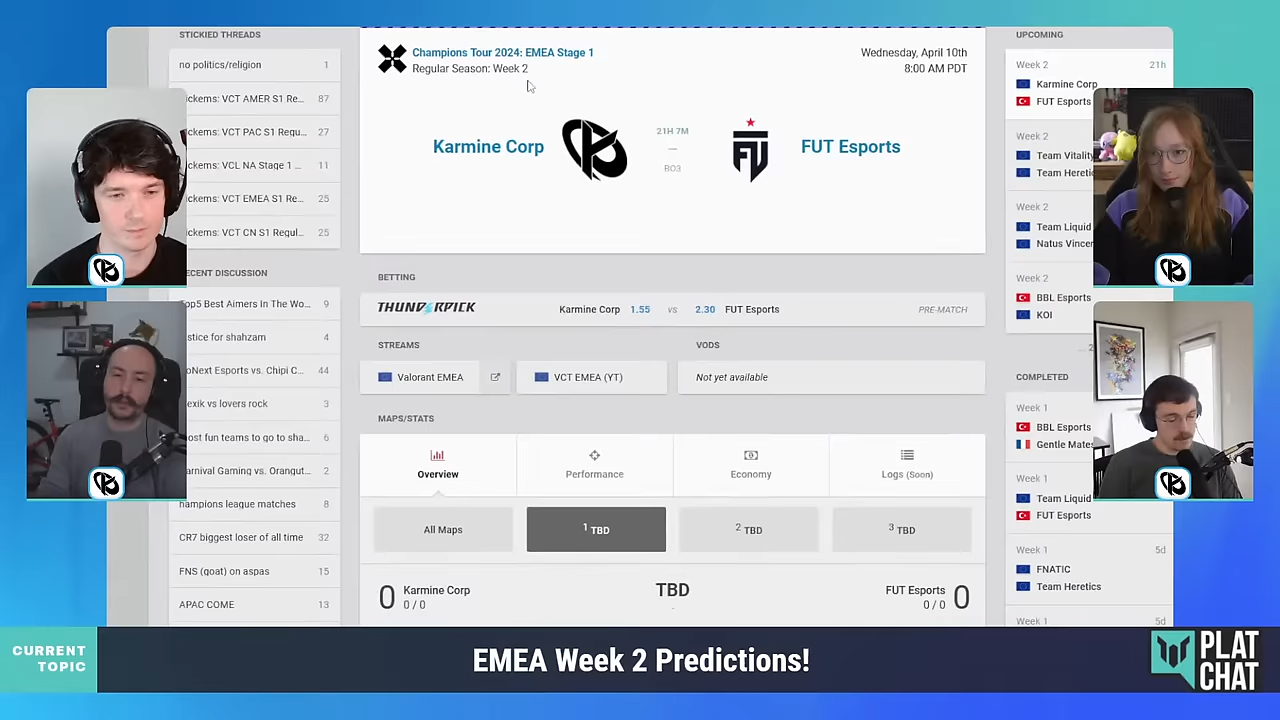 STICKIED THREADS
no politics/religion 1
ickems: VCT AMER S1 Re... 87
ickems: VCT PAC S1 Regu... 27
ickems: VCL NA Stage 1 ... 11
ickems: VCT EMEA S1 Re... 25
ickems: VCT CN S1 Regul... 25
ECENT DISCUSSION
Top5 Best Aimers In The Wo... 9
stice for shahzam 4
oNext Esports vs. Chipi C... 44
exik vs lovers rock 3
ost fun teams to go to sha... 6
arnival Gaming vs. Orangut... 2
hampions league matches 8
CR7 biggest loser of all time 32
FNS (goat) on aspas 15
APAC COME 13
Champions Tour 2024: EMEA Stage 1
Regular Season: Week 2
Wednesday, April 10th
8:00 AM PDT
Karmine Corp
21H 7M
–
BO3
FUT
FUT Esports
BETTING
THUNDERPICK
Karmine Corp 1.55 vs 2.30 FUT Esports
PRE-MATCH
STREAMS
Valorant EMEA
VCT EMEA (YT)
VODS
Not yet available
MAPS/STATS
Overview
Performance
Economy
Logs (Soon)
All Maps
1 TBD
2 TBD
3 TBD
0 Karmine Corp
0 / 0
TBD
-
FUT Esports 0
0 / 0
UPCOMING
Week 2 21h
Karmine Corp
FUT Esports
Week 2
Team Vitality
Team Heretic
Week 2
Team Liquid
Natus Vincer
Week 2
BBL Esports
KOI
COMPLETED
Week 1
BBL Esports
Gentle Mates
Week 1
Team Liquid
FUT Esports
Week 1 5d
FNATIC
Team Heretics
Week 1 5d
CURRENT
TOPIC
EMEA Week 2 Predictions!
PLAT
CHAT